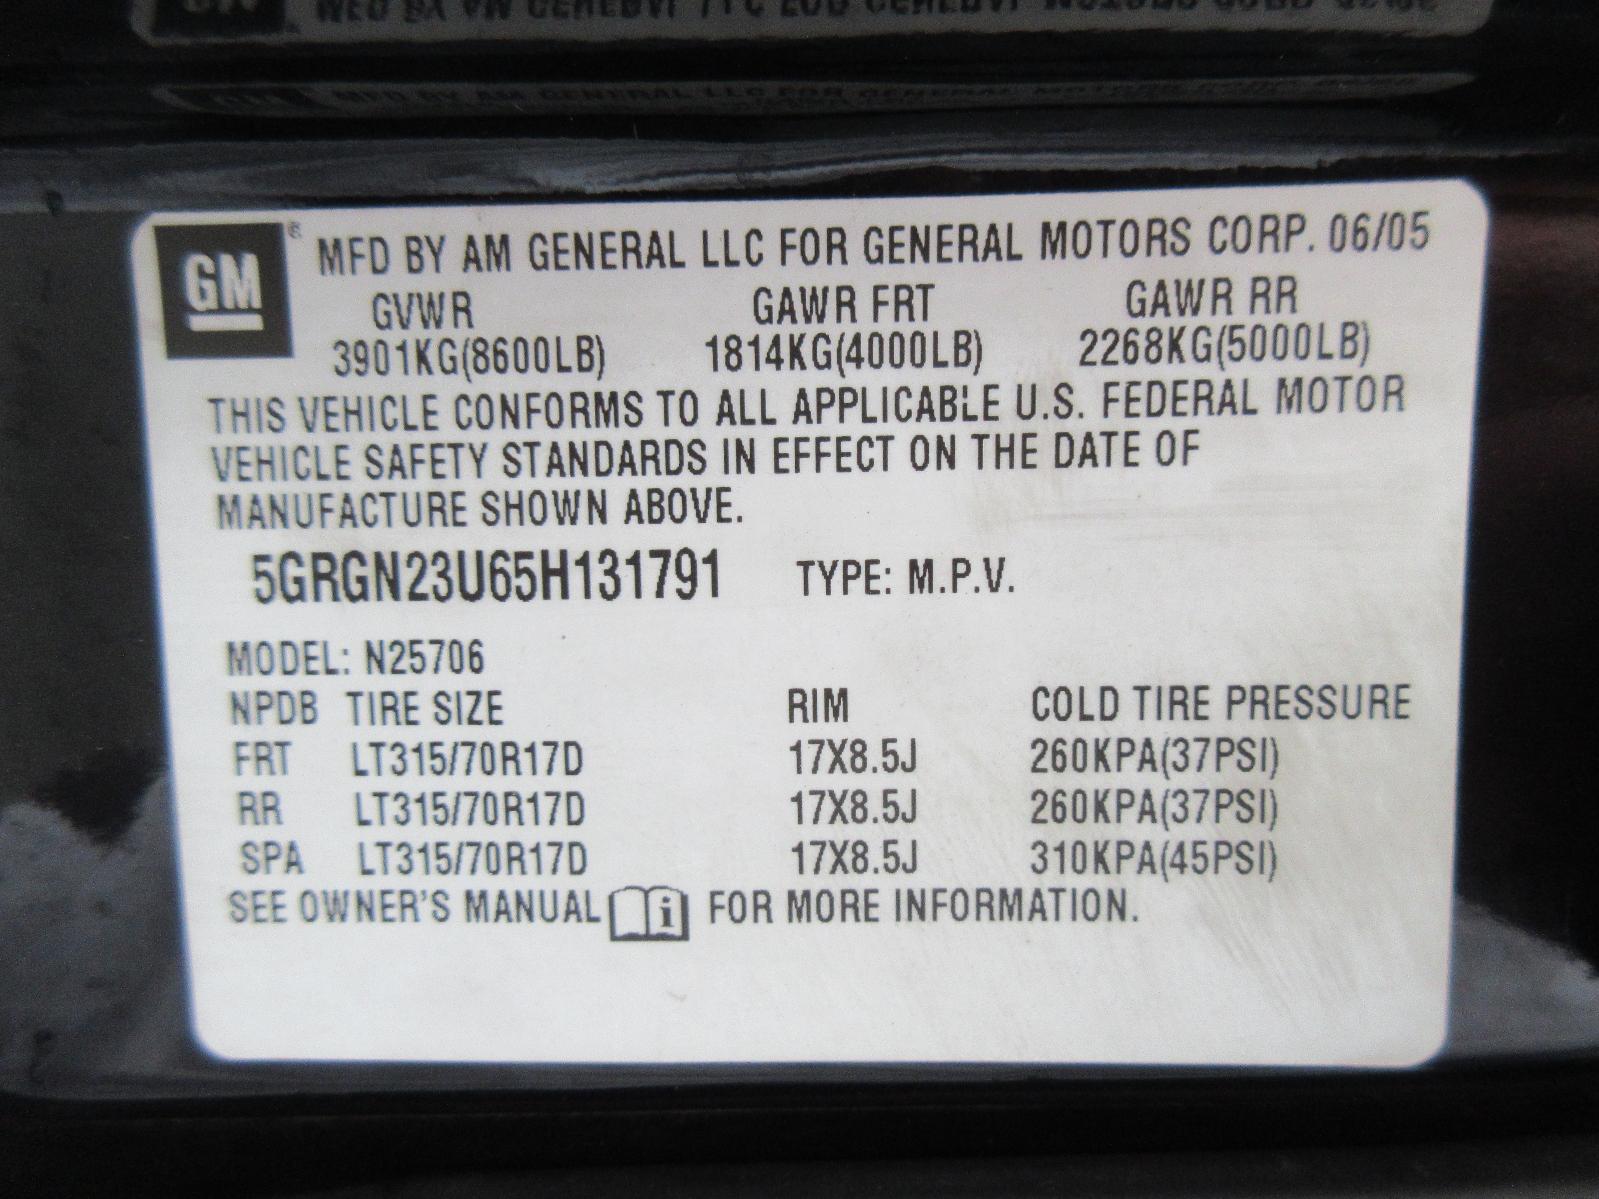 GM ® MFD BY AM GENERAL LLC FOR GENERAL MOTORS CORP. 06/05
GVWR GAWR FRT GAWR RR
3901KG(8600LB) 1814KG(4000LB) 2268KG(5000LB)
THIS VEHICLE CONFORMS TO ALL APPLICABLE U.S. FEDERAL MOTOR
VEHICLE SAFETY STANDARDS IN EFFECT ON THE DATE OF
MANUFACTURE SHOWN ABOVE.
5GRGN23U65H131791 TYPE: M.P.V.
MODEL: N25706
NPDB TIRE SIZE RIM COLD TIRE PRESSURE
FRT LT315/70R17D 17X8.5J 260KPA(37PSI)
RR LT315/70R17D 17X8.5J 260KPA(37PSI)
SPA LT315/70R17D 17X8.5J 310KPA(45PSI)
SEE OWNER'S MANUAL i FOR MORE INFORMATION.